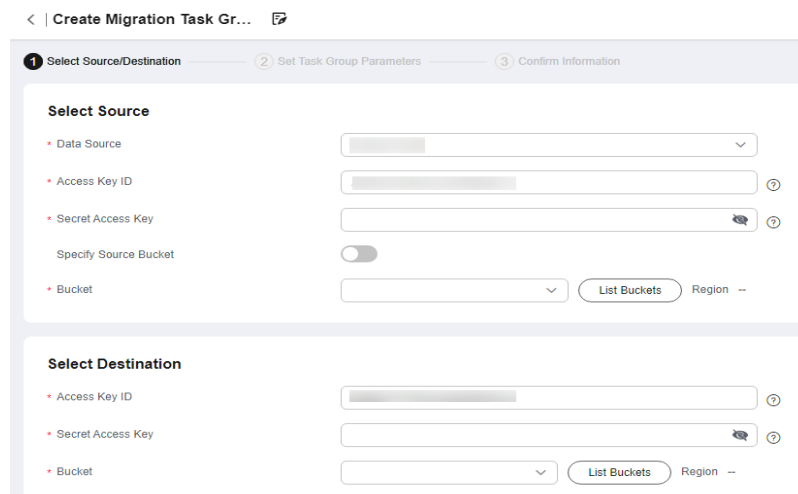 < | Create Migration Task Gr...
1 Select Source/Destination 2 Set Task Group Parameters 3 Confirm Information
Select Source
* Data Source
* Access Key ID ?
* Secret Access Key ?
Specify Source Bucket
* Bucket List Buckets Region --
Select Destination
* Access Key ID ?
* Secret Access Key ?
* Bucket List Buckets Region --